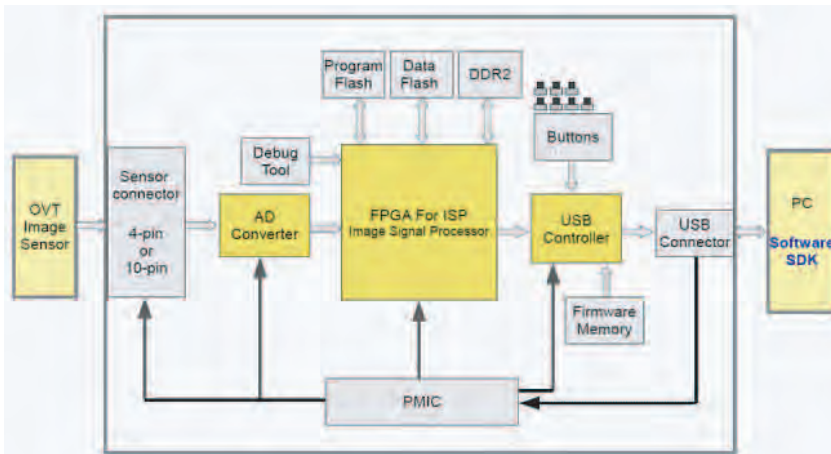 Program
Flash
Data
Flash
DDR2
Buttons
Debug
Tool
Sensor
connector
4-pin
or
10-pin
OVT
Image
Sensor
AD
Converter
FPGA For ISP
Image Signal Processor
USB
Controller
USB
Connector
PC
Software
SDK
Firmware
Memory
PMIC